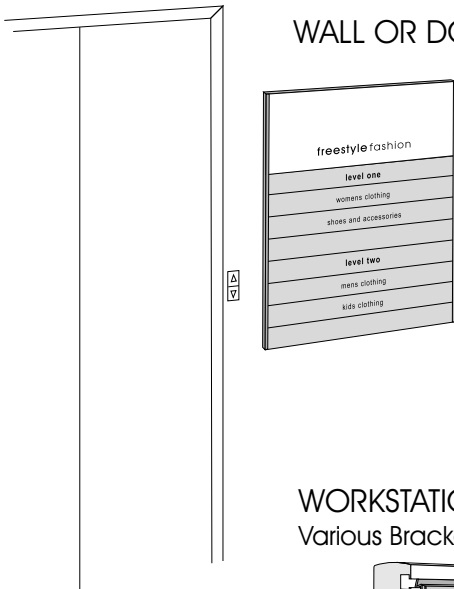 WALL OR DO
freestyle fashion
level one
womens clothing
shoes and accessories
level two
mens clothing
kids clothing
WORKSTATIO
Various Brack